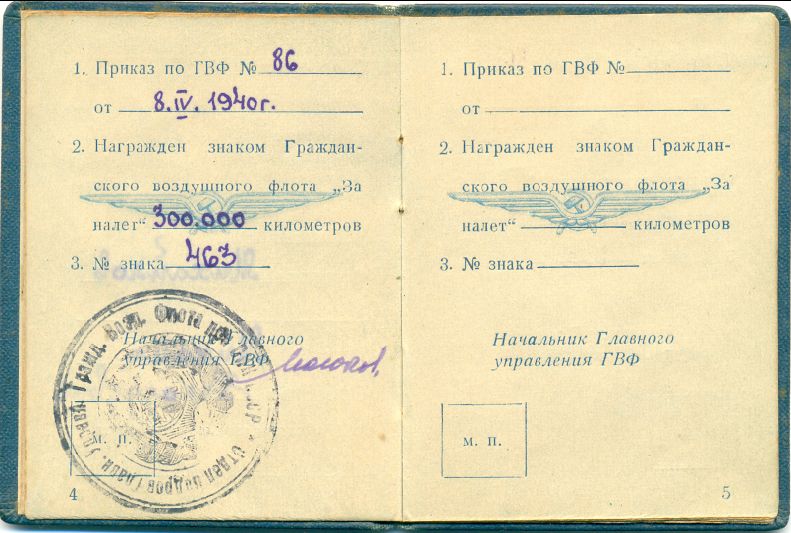 1. Приказ по ГВФ № 86
от 8.IV. 1940г.
2. Награжден знаком Граждан-
ского воздушного флота „За
налет“ 300.000 километров
3. № знака 463
Начальник Главного
управления ГВФ
м. п.
4
1. Приказ по ГВФ №
от
2. Награжден знаком Граждан-
ского воздушного флота „За
налет“ километров
3. № знака
Начальник Главного
управления ГВФ
м. п.
5